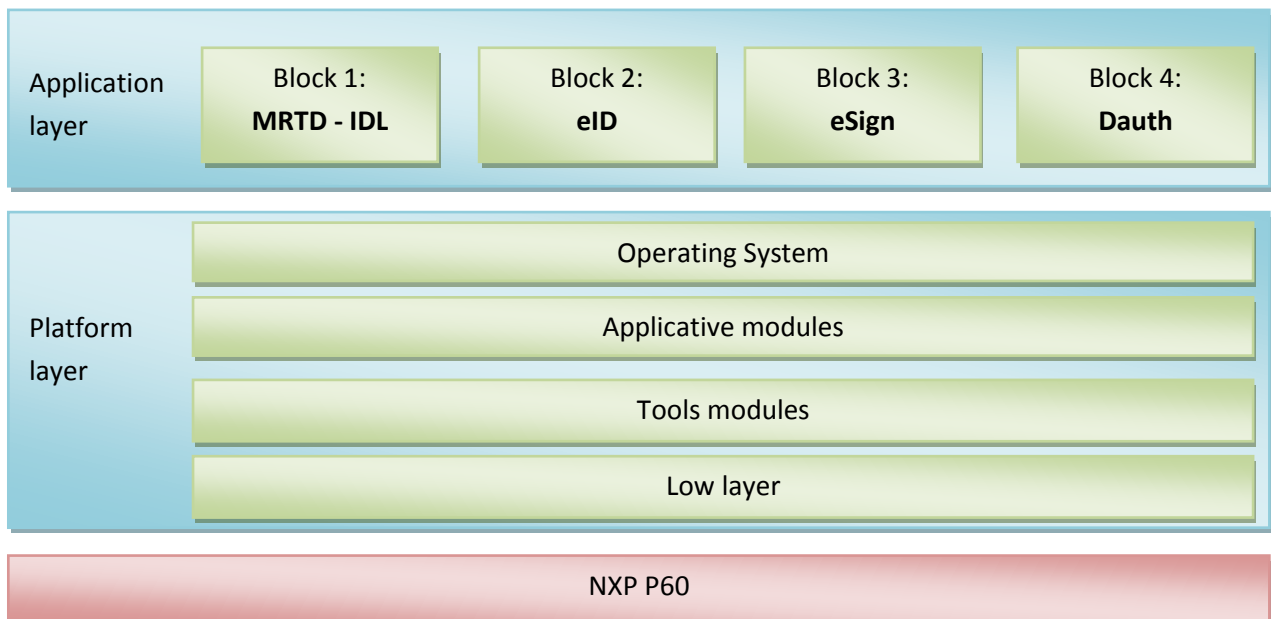 Application
layer
Block 1:
MRTD - IDL
Block 2:
eID
Block 3:
eSign
Block 4:
Dauth
Platform
layer
Operating System
Applicative modules
Tools modules
Low layer
NXP P60